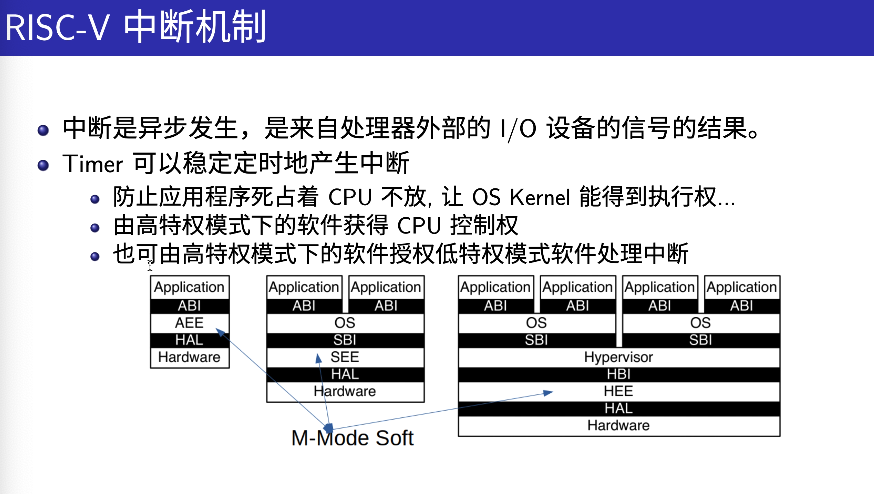 RISC-V 中断机制
中断是异步发生，是来自处理器外部的 I/O 设备的信号的结果。
Timer 可以稳定定时地产生中断
防止应用程序死占着 CPU 不放, 让 OS Kernel 能得到执行权...
由高特权模式下的软件获得 CPU 控制权
也可由高特权模式下的软件授权低特权模式软件处理中断
Application
ABI
AEE
HAL
Hardware
Application Application
ABI ABI
OS
SBI
SEE
HAL
Hardware
Application Application Application Application
ABI ABI ABI ABI
OS OS
SBI SBI
Hypervisor
HBI
HEE
HAL
Hardware
M-Mode Soft